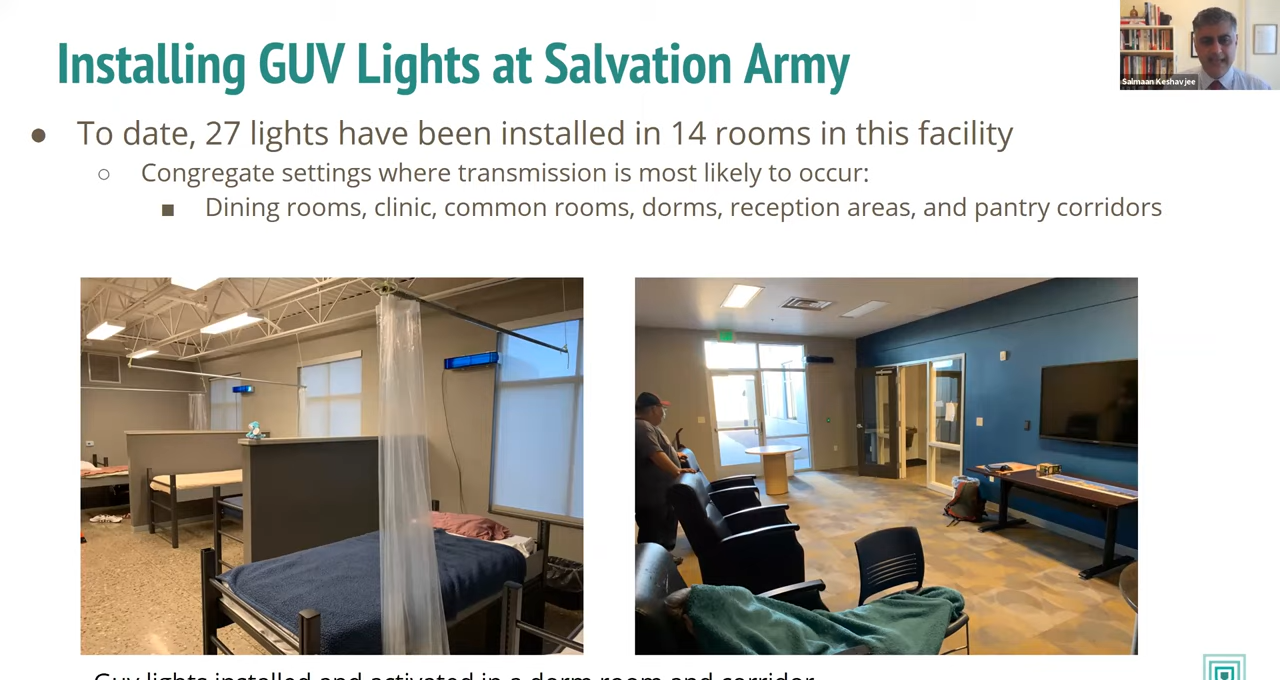 Installing GUV Lights at Salvation Army
Salmaan Keshavjee
● To date, 27 lights have been installed in 14 rooms in this facility
○ Congregate settings where transmission is most likely to occur:
■ Dining rooms, clinic, common rooms, dorms, reception areas, and pantry corridors
Guv lights installed and activated in a dorm room and corridor